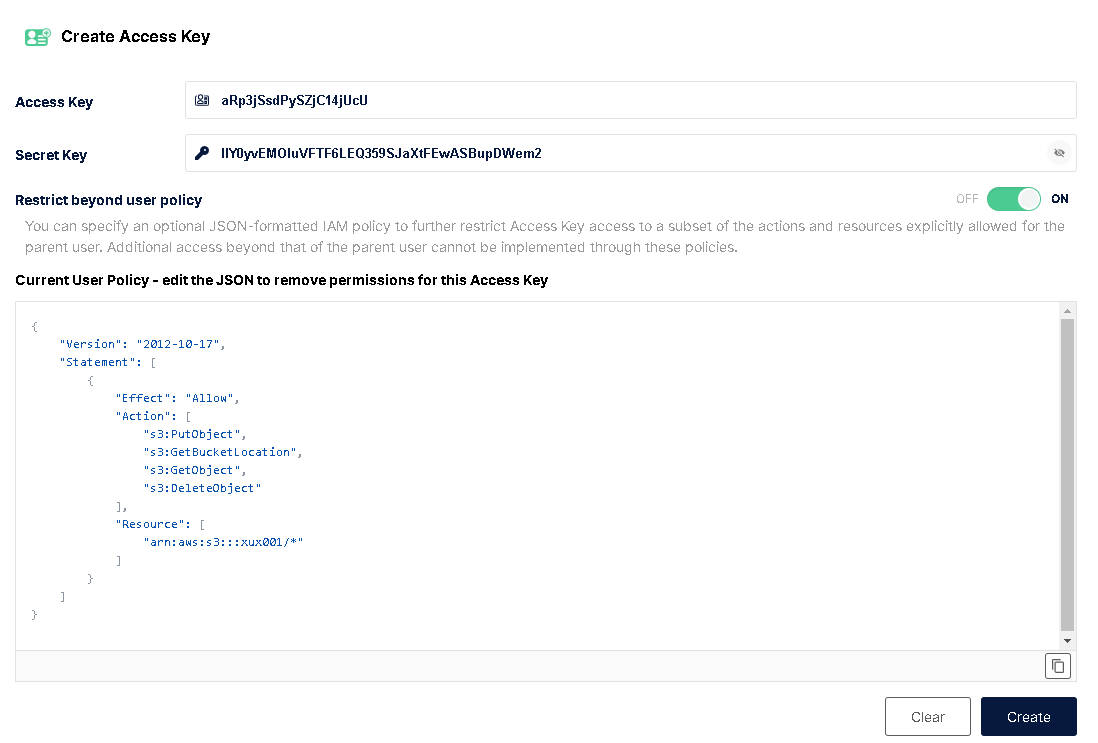 Create Access Key
Access Key
aRp3jSsdPySZjC14jUcU
Secret Key
IIY0yvEMOIuVFTF6LEQ359SJaXtFEwASBupDWem2
Restrict beyond user policy
OFF
ON
You can specify an optional JSON-formatted IAM policy to further restrict Access Key access to a subset of the actions and resources explicitly allowed for the
parent user. Additional access beyond that of the parent user cannot be implemented through these policies.
Current User Policy - edit the JSON to remove permissions for this Access Key
{
    "Version": "2012-10-17",
    "Statement": [
        {
            "Effect": "Allow",
            "Action": [
                "s3:PutObject",
                "s3:GetBucketLocation",
                "s3:GetObject",
                "s3:DeleteObject"
            ],
            "Resource": [
                "arn:aws:s3:::xux001/*"
            ]
        }
    ]
}
Clear
Create